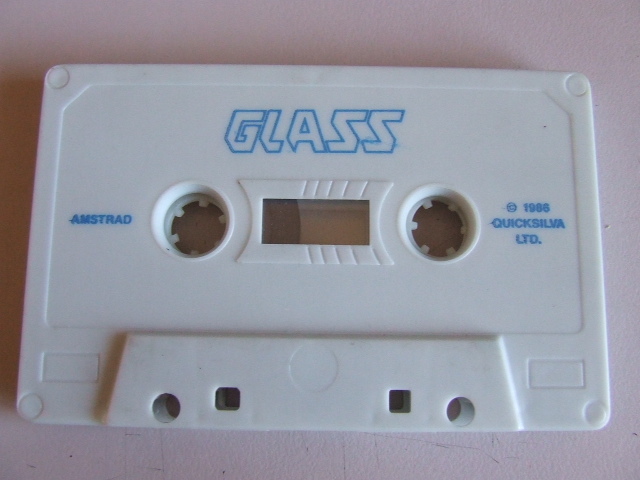 GLASS
AMSTRAD
© 1986
QUICKSILVA
LTD.